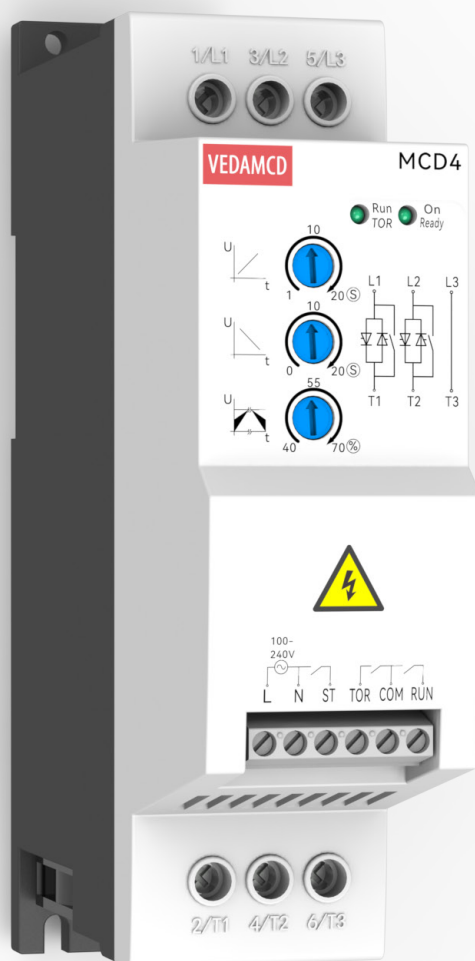 1/L1 3/L2 5/L3
VEDAMCD MCD4
Run TOR On Ready
U t 10 1 20 S
L1 L2 L3
U t 10 0 20 S
T1 T2 T3
U t 55 40 70 %
100-
240V
L N ST TOR COM RUN
2/T1 4/T2 6/T3